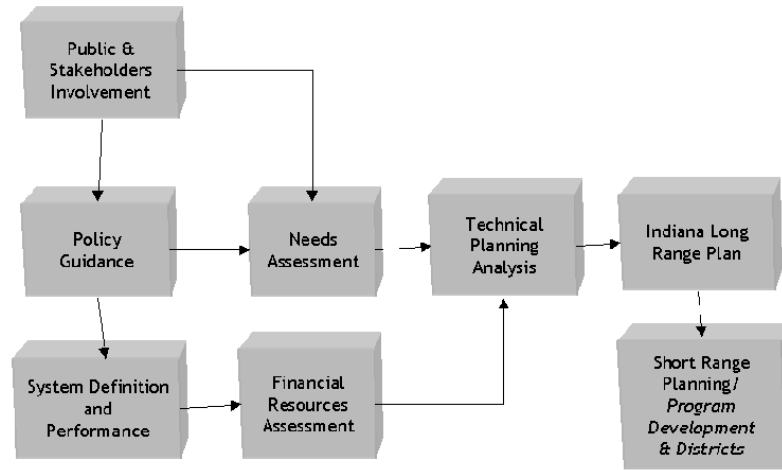 Public &
Stakeholders
Involvement
Policy
Guidance
Needs
Assessment
Technical
Planning
Analysis
Indiana Long
Range Plan
System Definition
and
Performance
Financial
Resources
Assessment
Short Range
Planning/
Program
Development
& Districts